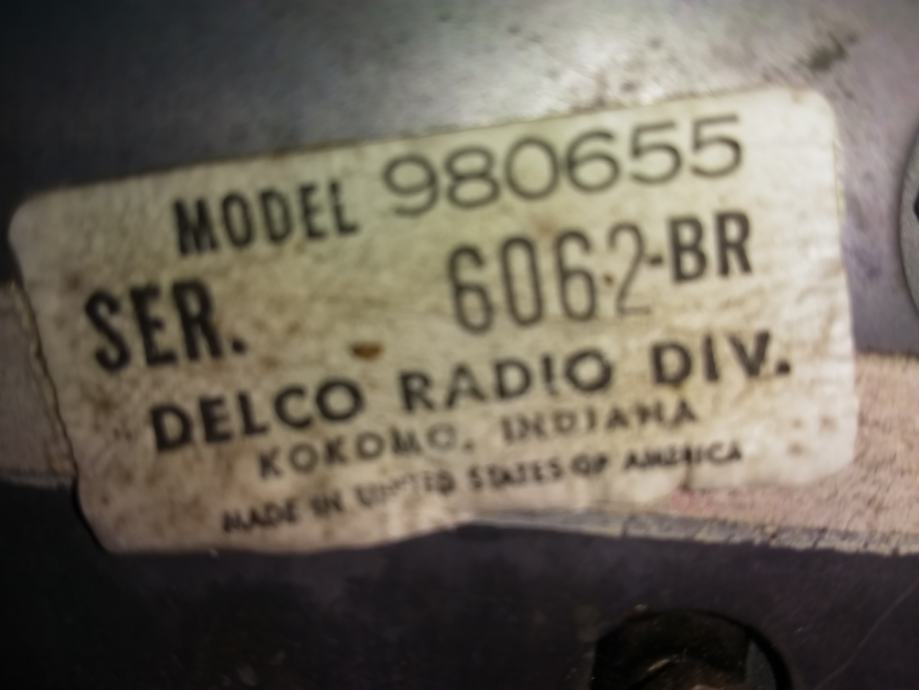 MODEL 980655
SER. 6062-BR
DELCO RADIO DIV.
KOKOMO, INDIANA
MADE IN UNITED STATES OF AMERICA